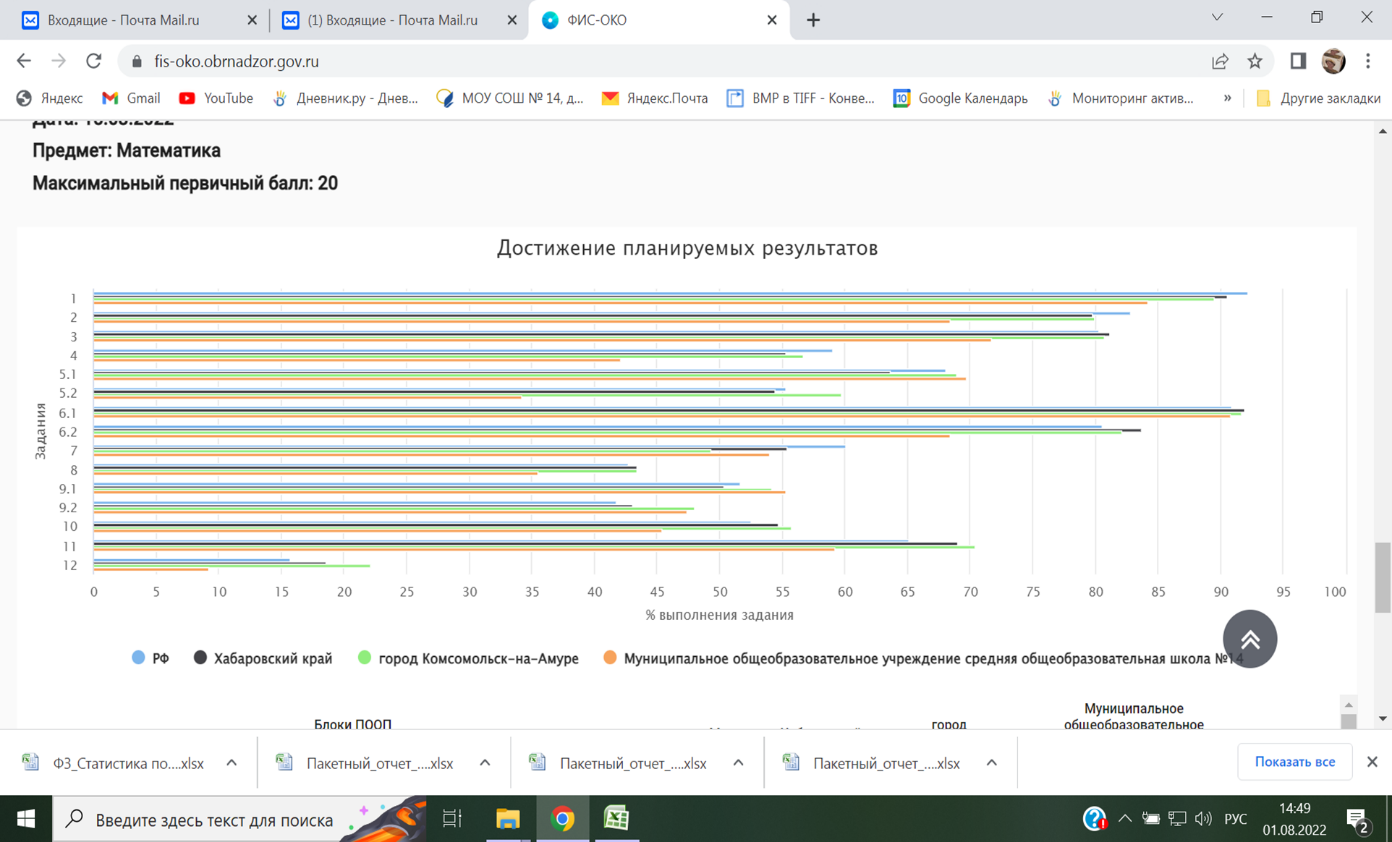 Входящие - Почта Mail.ru
(1) Входящие - Почта Mail.ru
ФИС-ОКО
fis-oko.obrnadzor.gov.ru
Яндекс
Gmail
YouTube
Дневник.ру - Днев...
МОУ СОШ № 14, д...
Яндекс.Почта
BMP в TIFF - Конве...
10
Google Календарь
Мониторинг актив...
»
Другие закладки
Предмет: Математика
Максимальный первичный балл: 20
Достижение планируемых результатов
Задания
1
2
3
4
5.1
5.2
6.1
6.2
7
8
9.1
9.2
10
11
12
0 5 10 15 20 25 30 35 40 45 50 55 60 65 70 75 80 85 90 95 100
% выполнения задания
РФ
Хабаровский край
город Комсомольск-на-Амуре
Муниципальное общеобразовательное учреждение средняя общеобразовательная школа №14
Муниципальное
Блоки ПООП
город
общеобразовательное
ФЗ_Статистика по....xlsx
Пакетный_отчет_....xlsx
Пакетный_отчет_....xlsx
Пакетный_отчет_....xlsx
Показать все
Введите здесь текст для поиска
РУС
14:49
01.08.2022
2